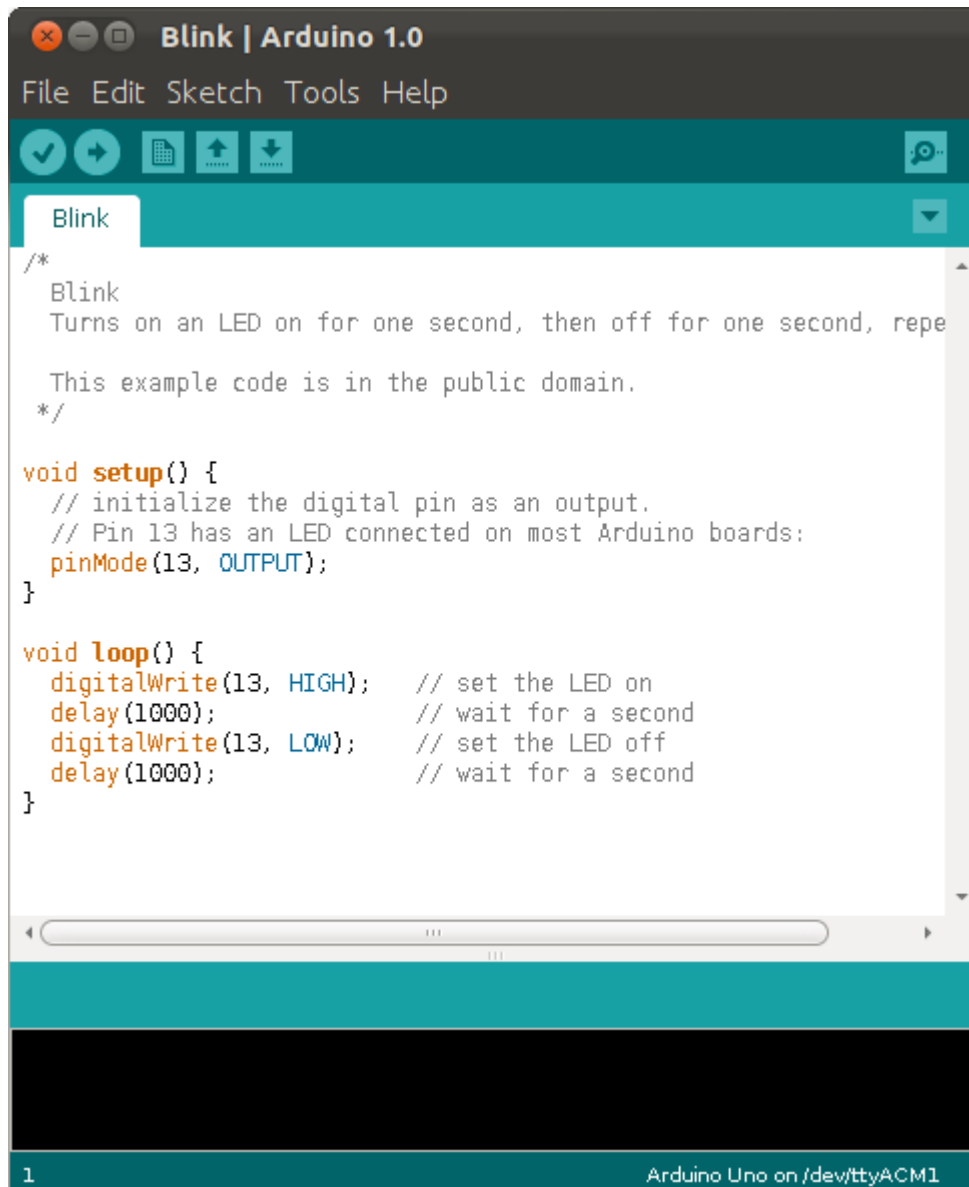 Blink | Arduino 1.0
File Edit Sketch Tools Help
Blink
/*
  Blink
  Turns on an LED on for one second, then off for one second, repe

  This example code is in the public domain.
 */

void setup() {
  // initialize the digital pin as an output.
  // Pin 13 has an LED connected on most Arduino boards:
  pinMode(13, OUTPUT);
}

void loop() {
  digitalWrite(13, HIGH);   // set the LED on
  delay(1000);              // wait for a second
  digitalWrite(13, LOW);    // set the LED off
  delay(1000);              // wait for a second
}
1 Arduino Uno on /dev/ttyACM1